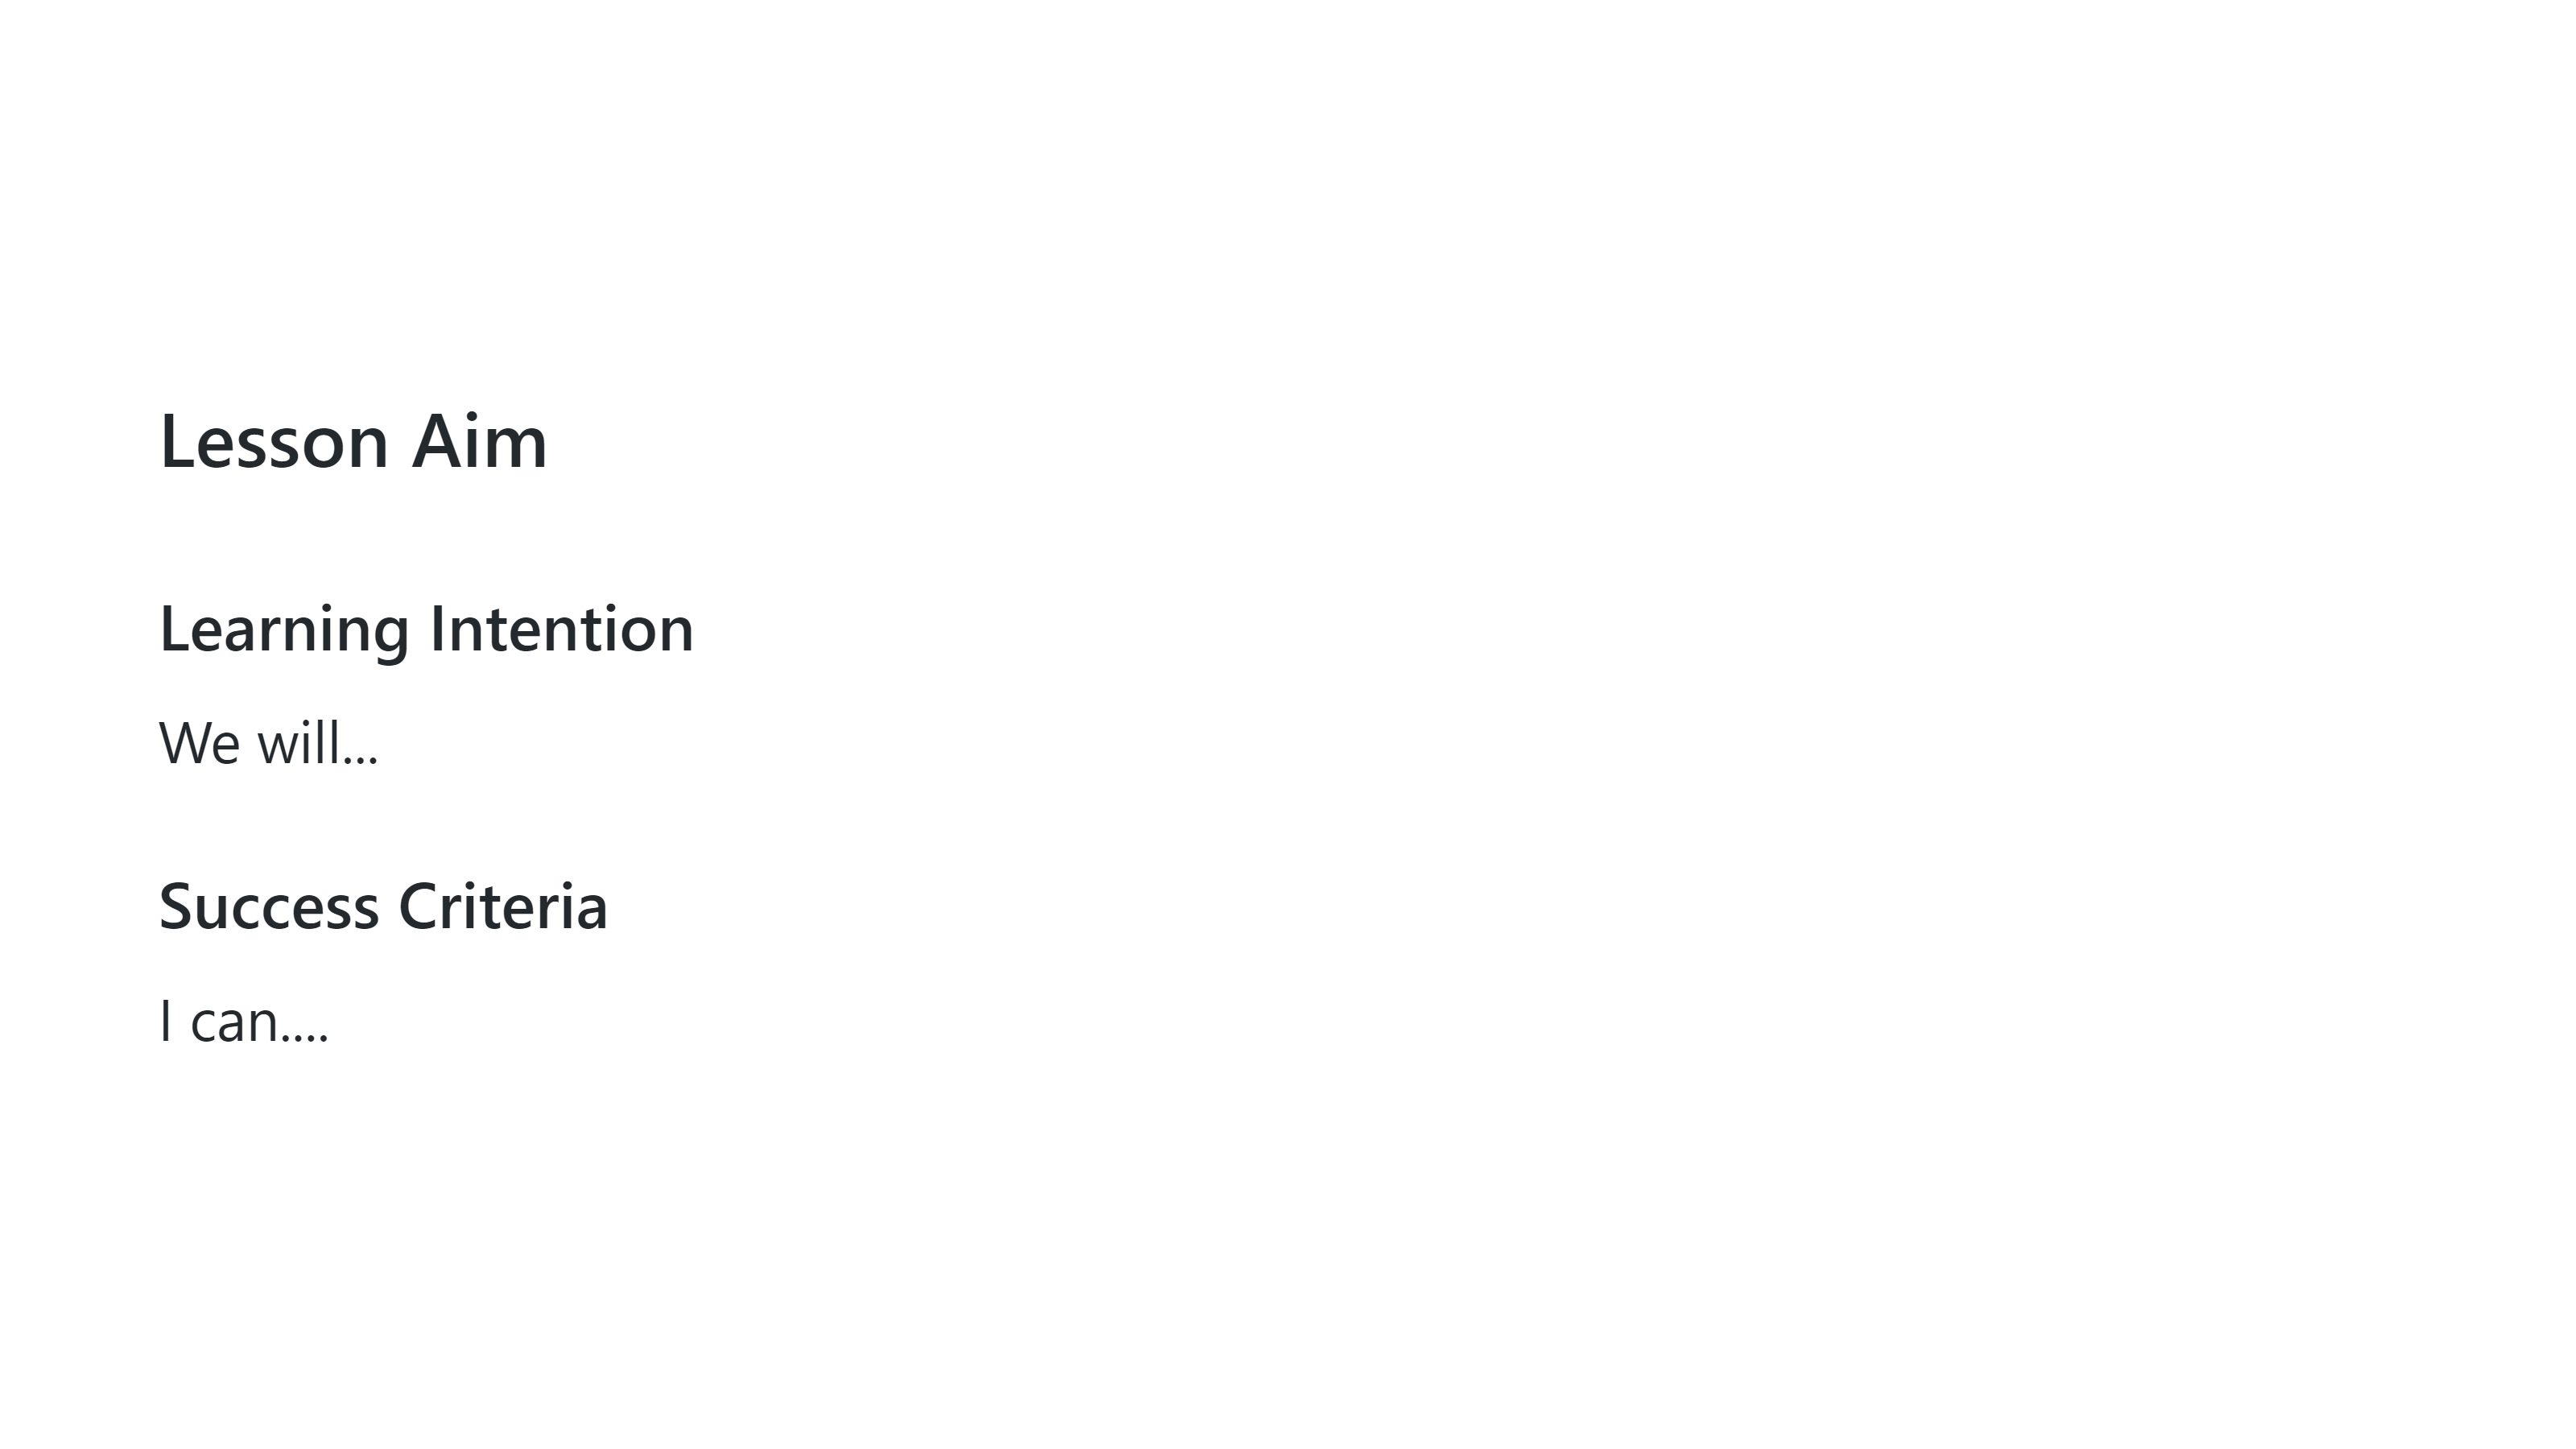 Lesson Aim
Learning Intention
We will...
Success Criteria
I can....